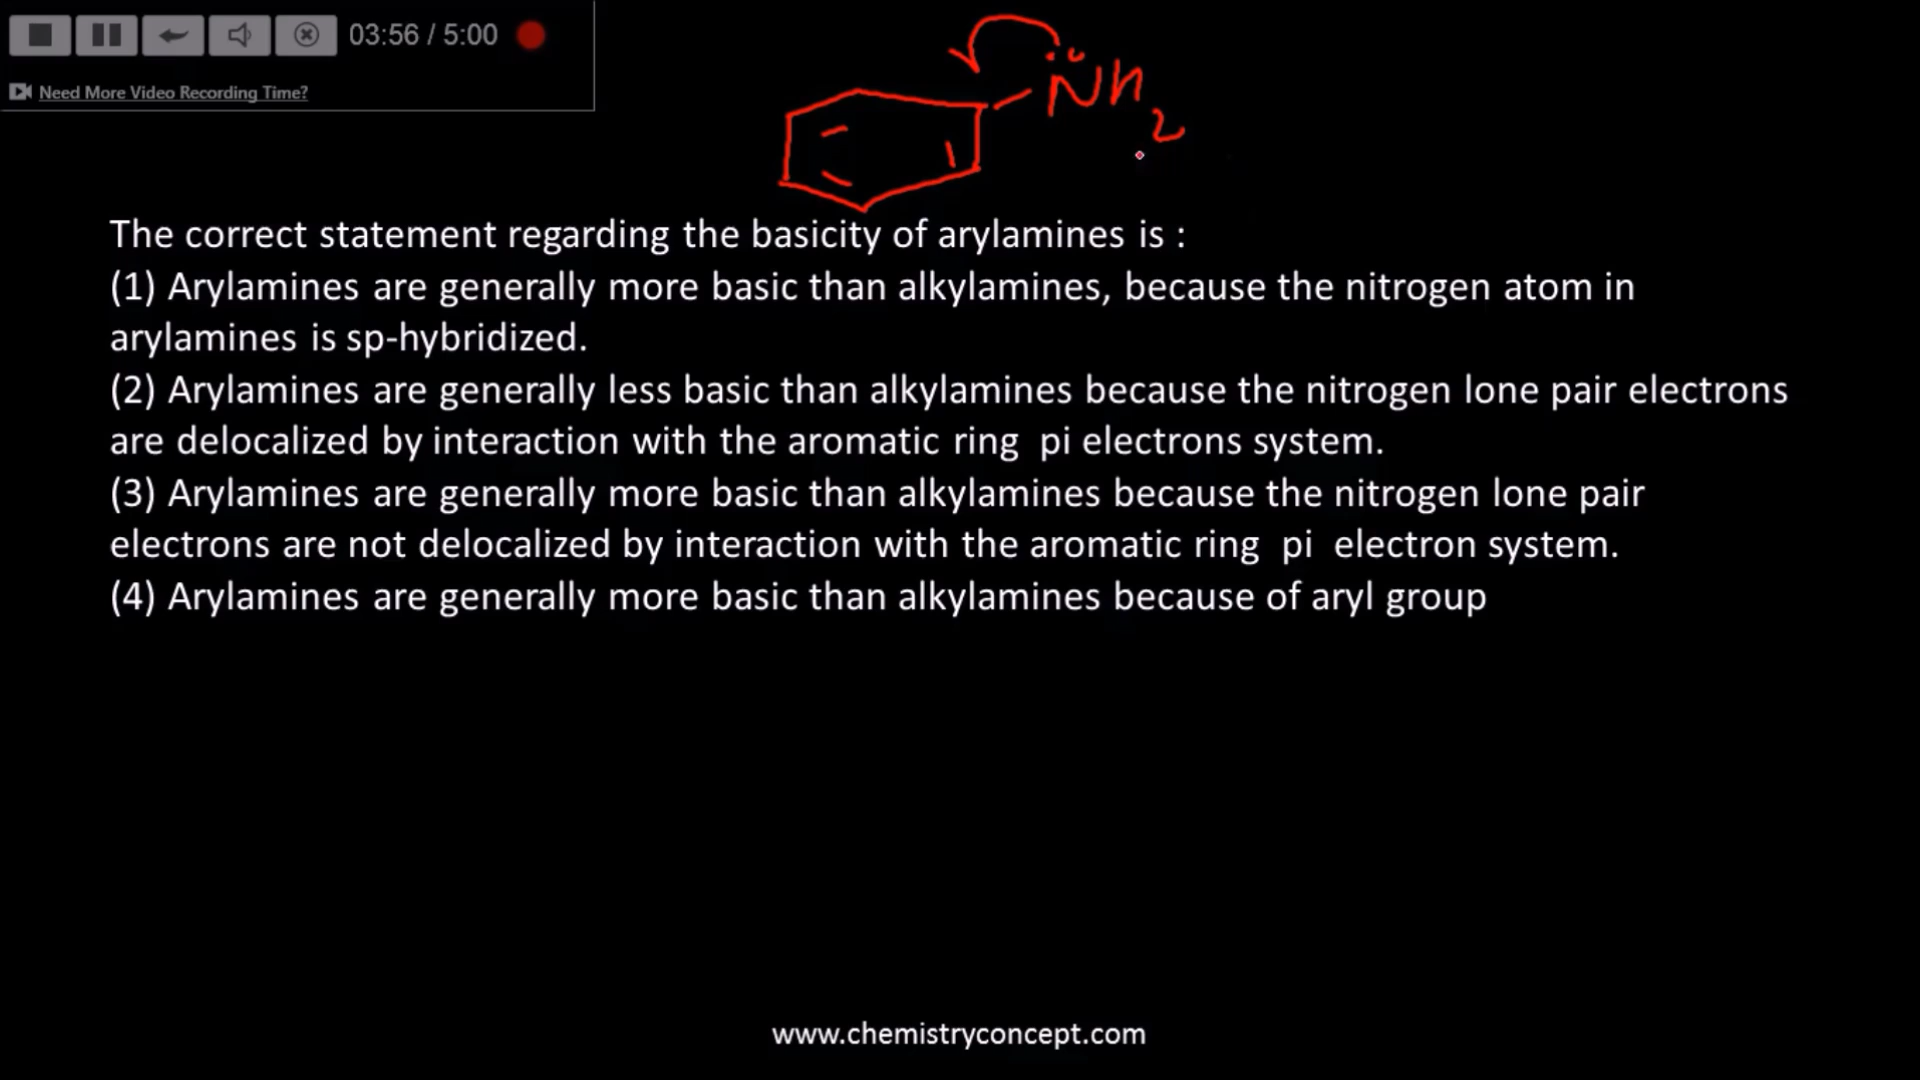 03:56 / 5:00
Need More Video Recording Time?
NH2
The correct statement regarding the basicity of arylamines is :
(1) Arylamines are generally more basic than alkylamines, because the nitrogen atom in
arylamines is sp-hybridized.
(2) Arylamines are generally less basic than alkylamines because the nitrogen lone pair electrons
are delocalized by interaction with the aromatic ring pi electrons system.
(3) Arylamines are generally more basic than alkylamines because the nitrogen lone pair
electrons are not delocalized by interaction with the aromatic ring pi electron system.
(4) Arylamines are generally more basic than alkylamines because of aryl group
www.chemistryconcept.com